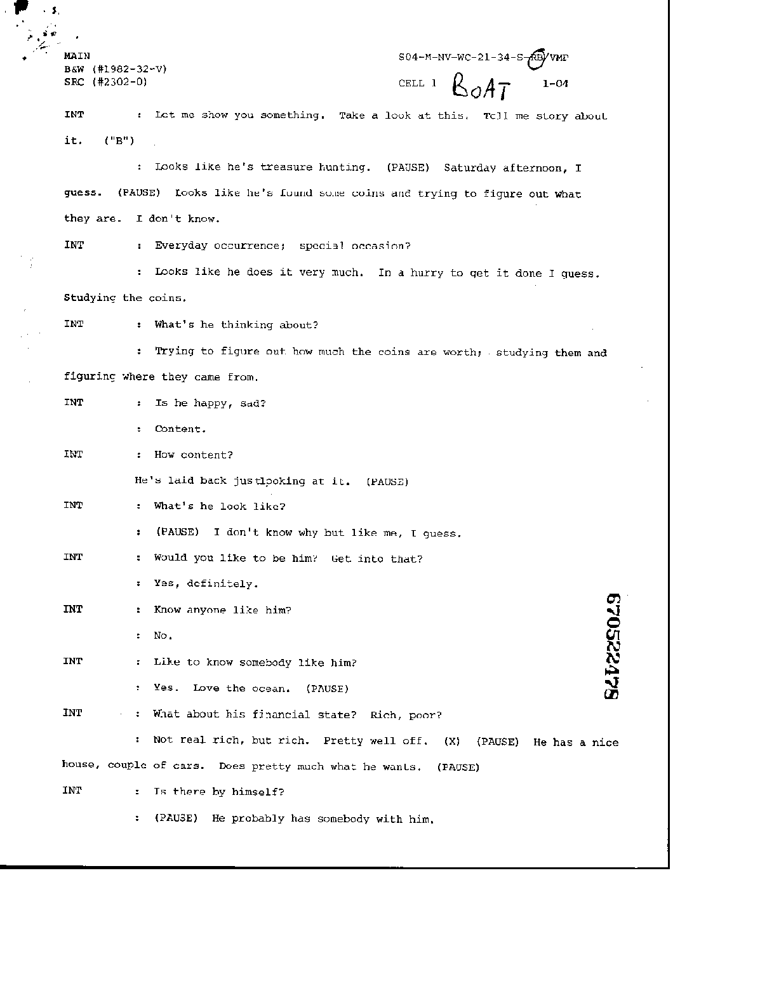 MAIN S04-M-NV-WC-21-34-S-RB/VMP
B&W (#1982-32-V)
SRC (#2302-0) CELL 1 BOAT 1-04
INT : Let me show you something. Take a look at this. Tell me story about
it. ("B")
: Looks like he's treasure hunting. (PAUSE) Saturday afternoon, I
guess. (PAUSE) Looks like he's found some coins and trying to figure out what
they are. I don't know.
INT : Everyday occurrence; special occasion?
: Looks like he does it very much. In a hurry to get it done I guess.
Studying the coins.
INT : What's he thinking about?
: Trying to figure out how much the coins are worth; studying them and
figuring where they came from.
INT : Is he happy, sad?
: Content.
INT : How content?
He's laid back justlooking at it. (PAUSE)
INT : What's he look like?
: (PAUSE) I don't know why but like me, I guess.
INT : Would you like to be him? Get into that?
: Yes, definitely.
INT : Know anyone like him?
: No.
INT : Like to know somebody like him?
: Yes. Love the ocean. (PAUSE)
INT : What about his financial state? Rich, poor?
: Not real rich, but rich. Pretty well off. (X) (PAUSE) He has a nice
house, couple of cars. Does pretty much what he wants. (PAUSE)
INT : Is there by himself?
: (PAUSE) He probably has somebody with him.
670522478